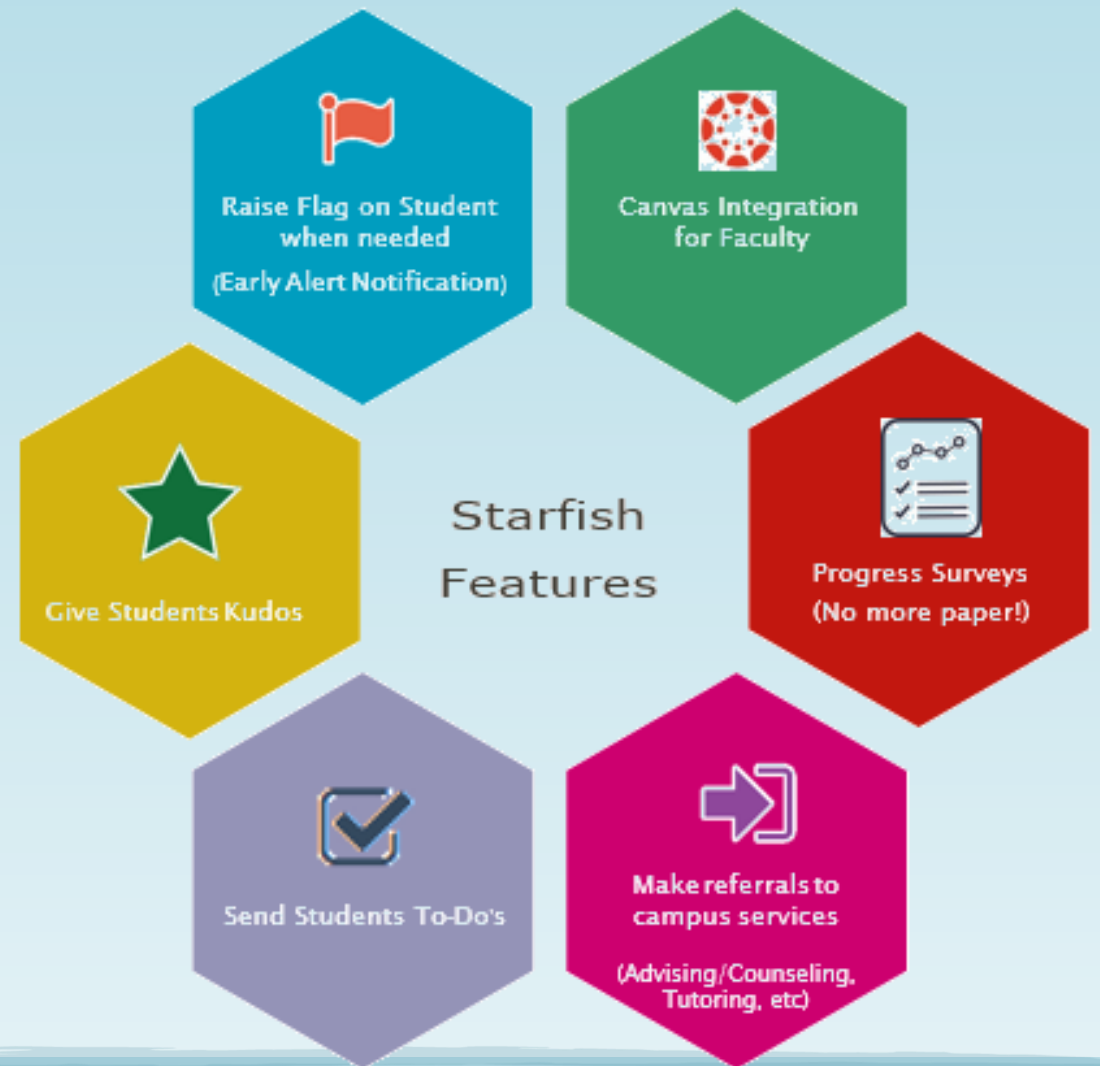 Raise Flag on Student
when needed
(Early Alert Notification)
Canvas Integration
for Faculty
Give Students Kudos
Starfish
Features
Progress Surveys
(No more paper!)
Send Students To-Do's
Make referrals to
campus services
(Advising/Counseling,
Tutoring, etc)